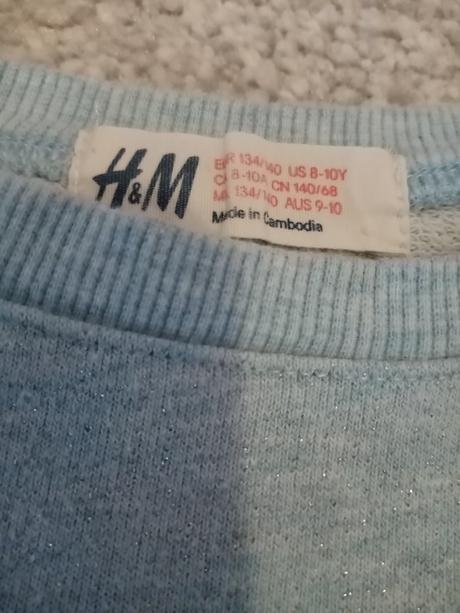 H&M
EUR 134/140 US 8-10Y
CA 8-10A CN 140/68
MX 134/140 AUS 9-10
Made in Cambodia